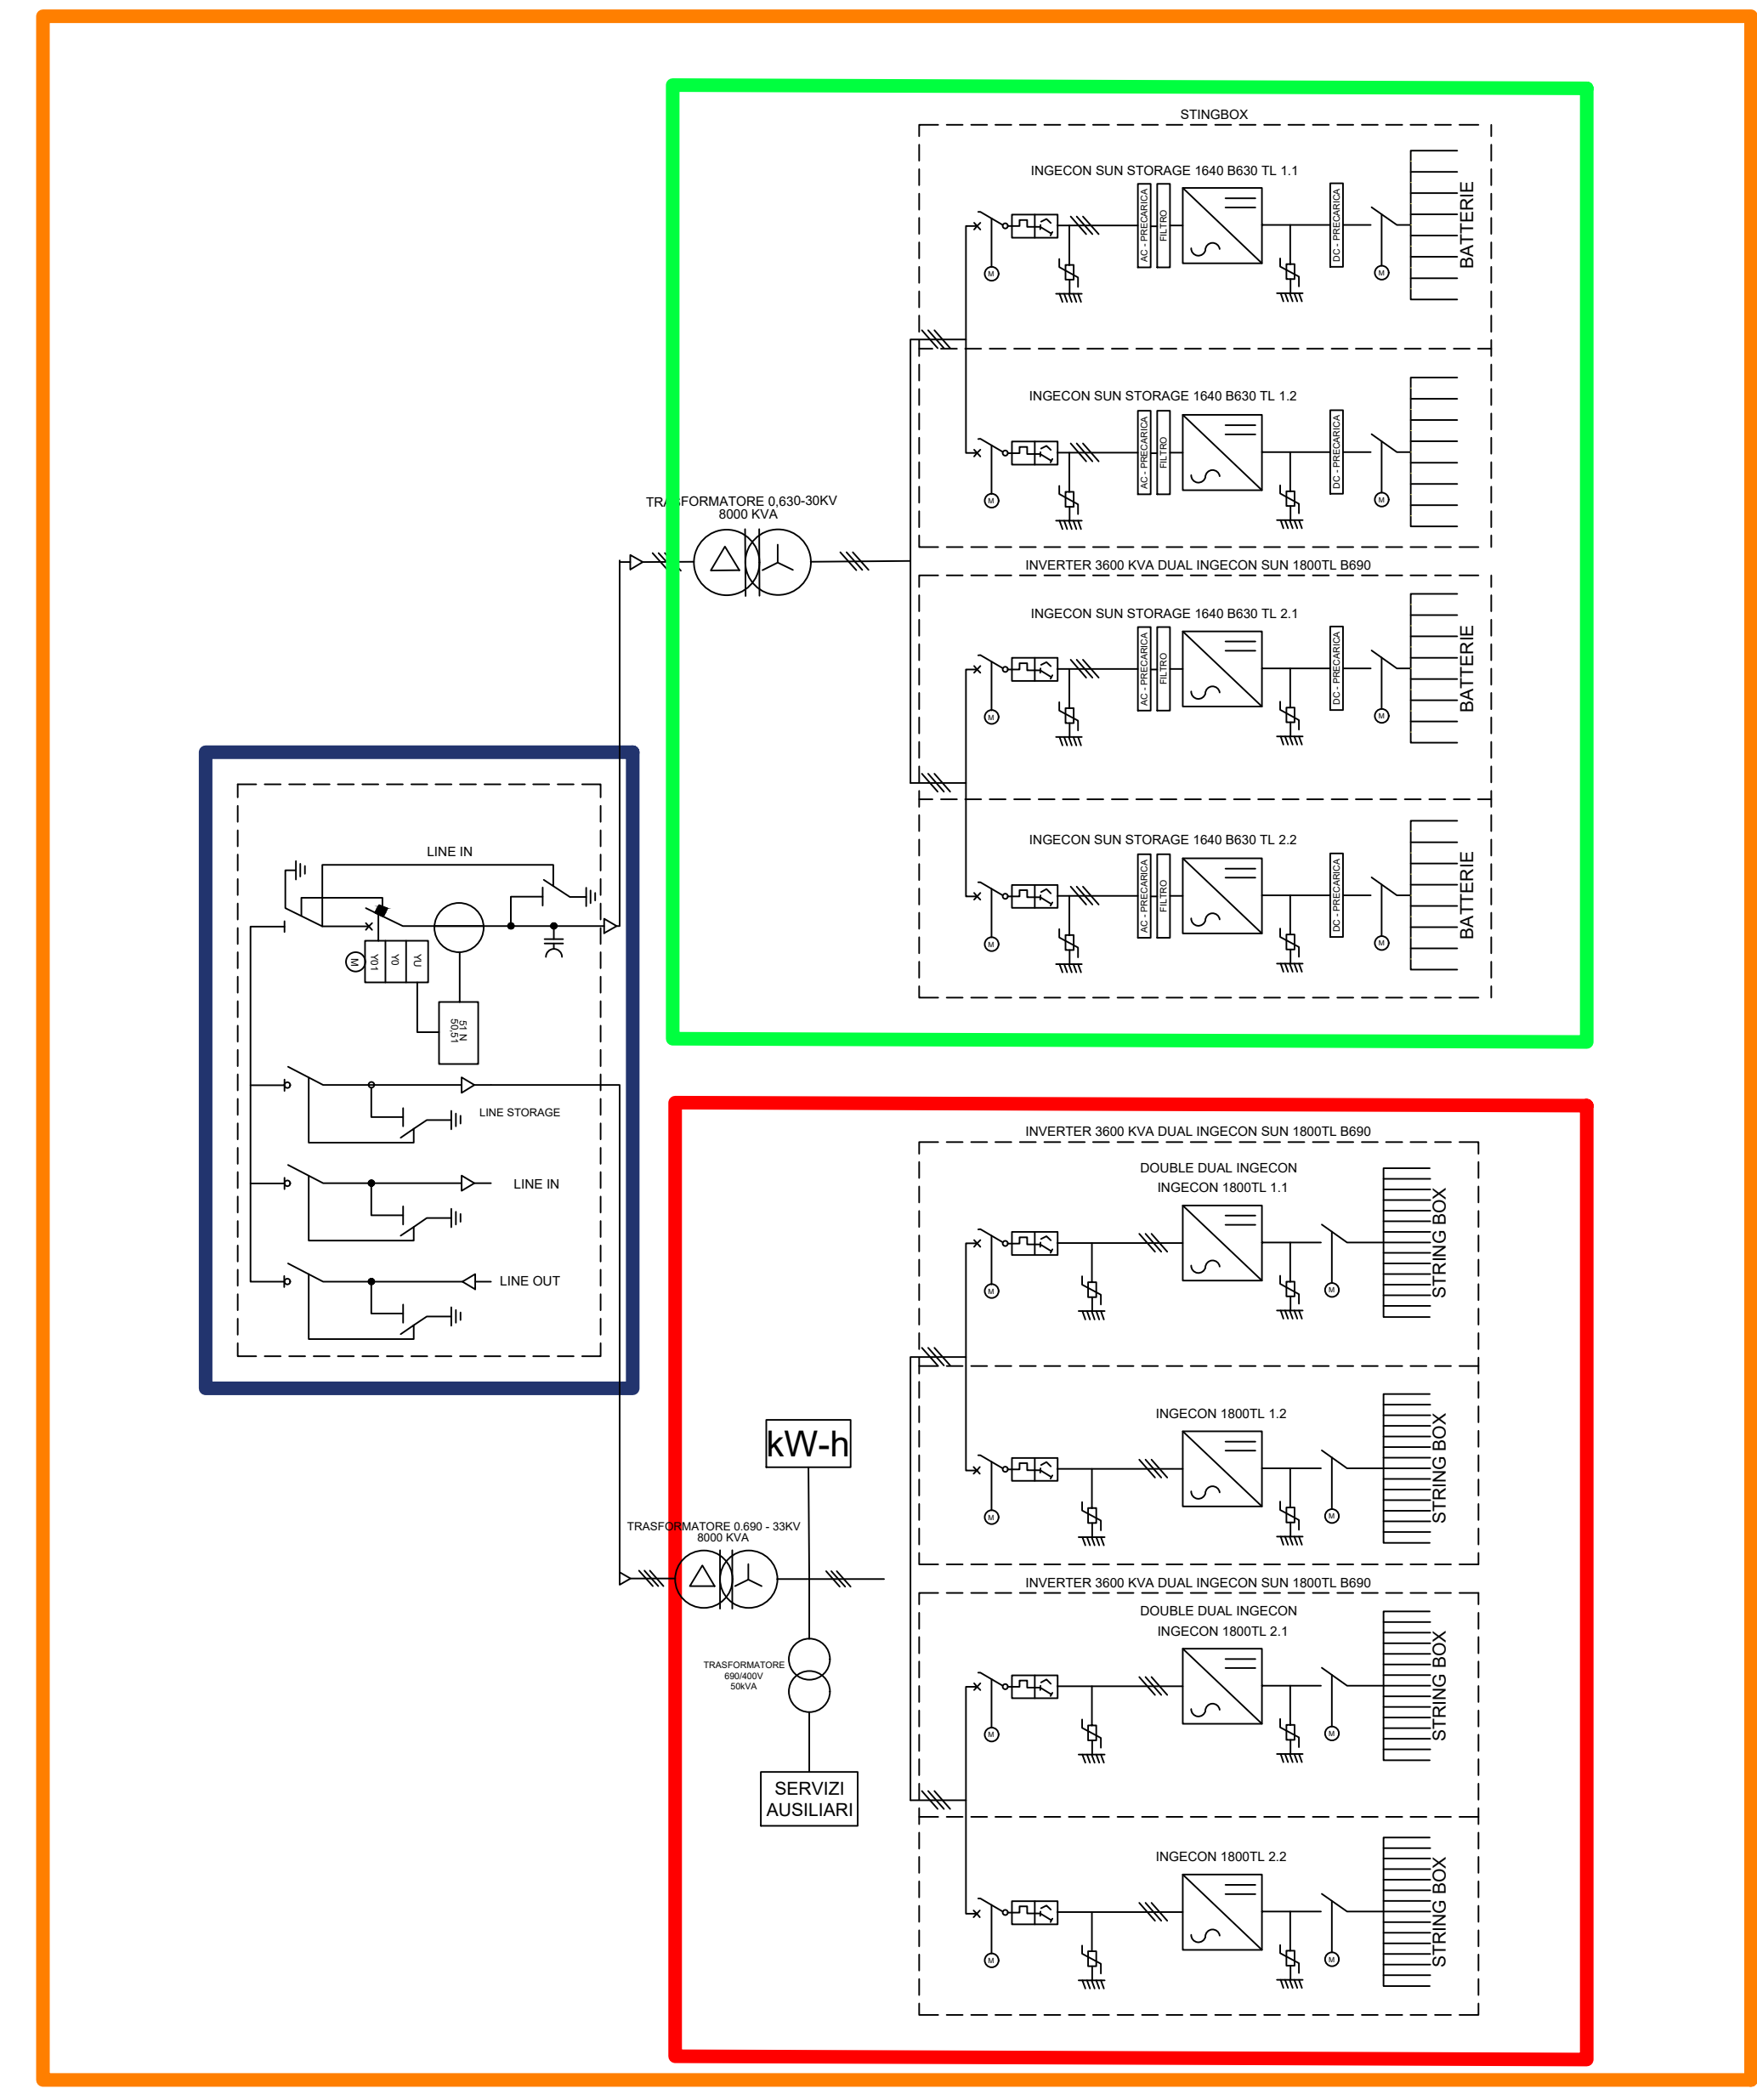 STINGBOX
INGECON SUN STORAGE 1640 B630 TL 1.1
AC - PRECARICA
FILTRO
DC - PRECARICA
M
M
BATTERIE
INGECON SUN STORAGE 1640 B630 TL 1.2
AC - PRECARICA
FILTRO
DC - PRECARICA
M
M
TRASFORMATORE 0,630-30KV
8000 KVA
INVERTER 3600 KVA DUAL INGECON SUN 1800TL B690
INGECON SUN STORAGE 1640 B630 TL 2.1
AC - PRECARICA
FILTRO
DC - PRECARICA
M
M
BATTERIE
INGECON SUN STORAGE 1640 B630 TL 2.2
AC - PRECARICA
FILTRO
DC - PRECARICA
M
M
BATTERIE
LINE IN
M
Y01
Y0
YU
51 N
50,51
LINE STORAGE
LINE IN
LINE OUT
INVERTER 3600 KVA DUAL INGECON SUN 1800TL B690
DOUBLE DUAL INGECON
INGECON 1800TL 1.1
M
M
STRING BOX
INGECON 1800TL 1.2
M
M
STRING BOX
kW-h
TRASFORMATORE 0.690 - 33KV
8000 KVA
TRASFORMATORE
690/400V
50kVA
SERVIZI
AUSILIARI
INVERTER 3600 KVA DUAL INGECON SUN 1800TL B690
DOUBLE DUAL INGECON
INGECON 1800TL 2.1
M
M
STRING BOX
INGECON 1800TL 2.2
M
M
STRING BOX